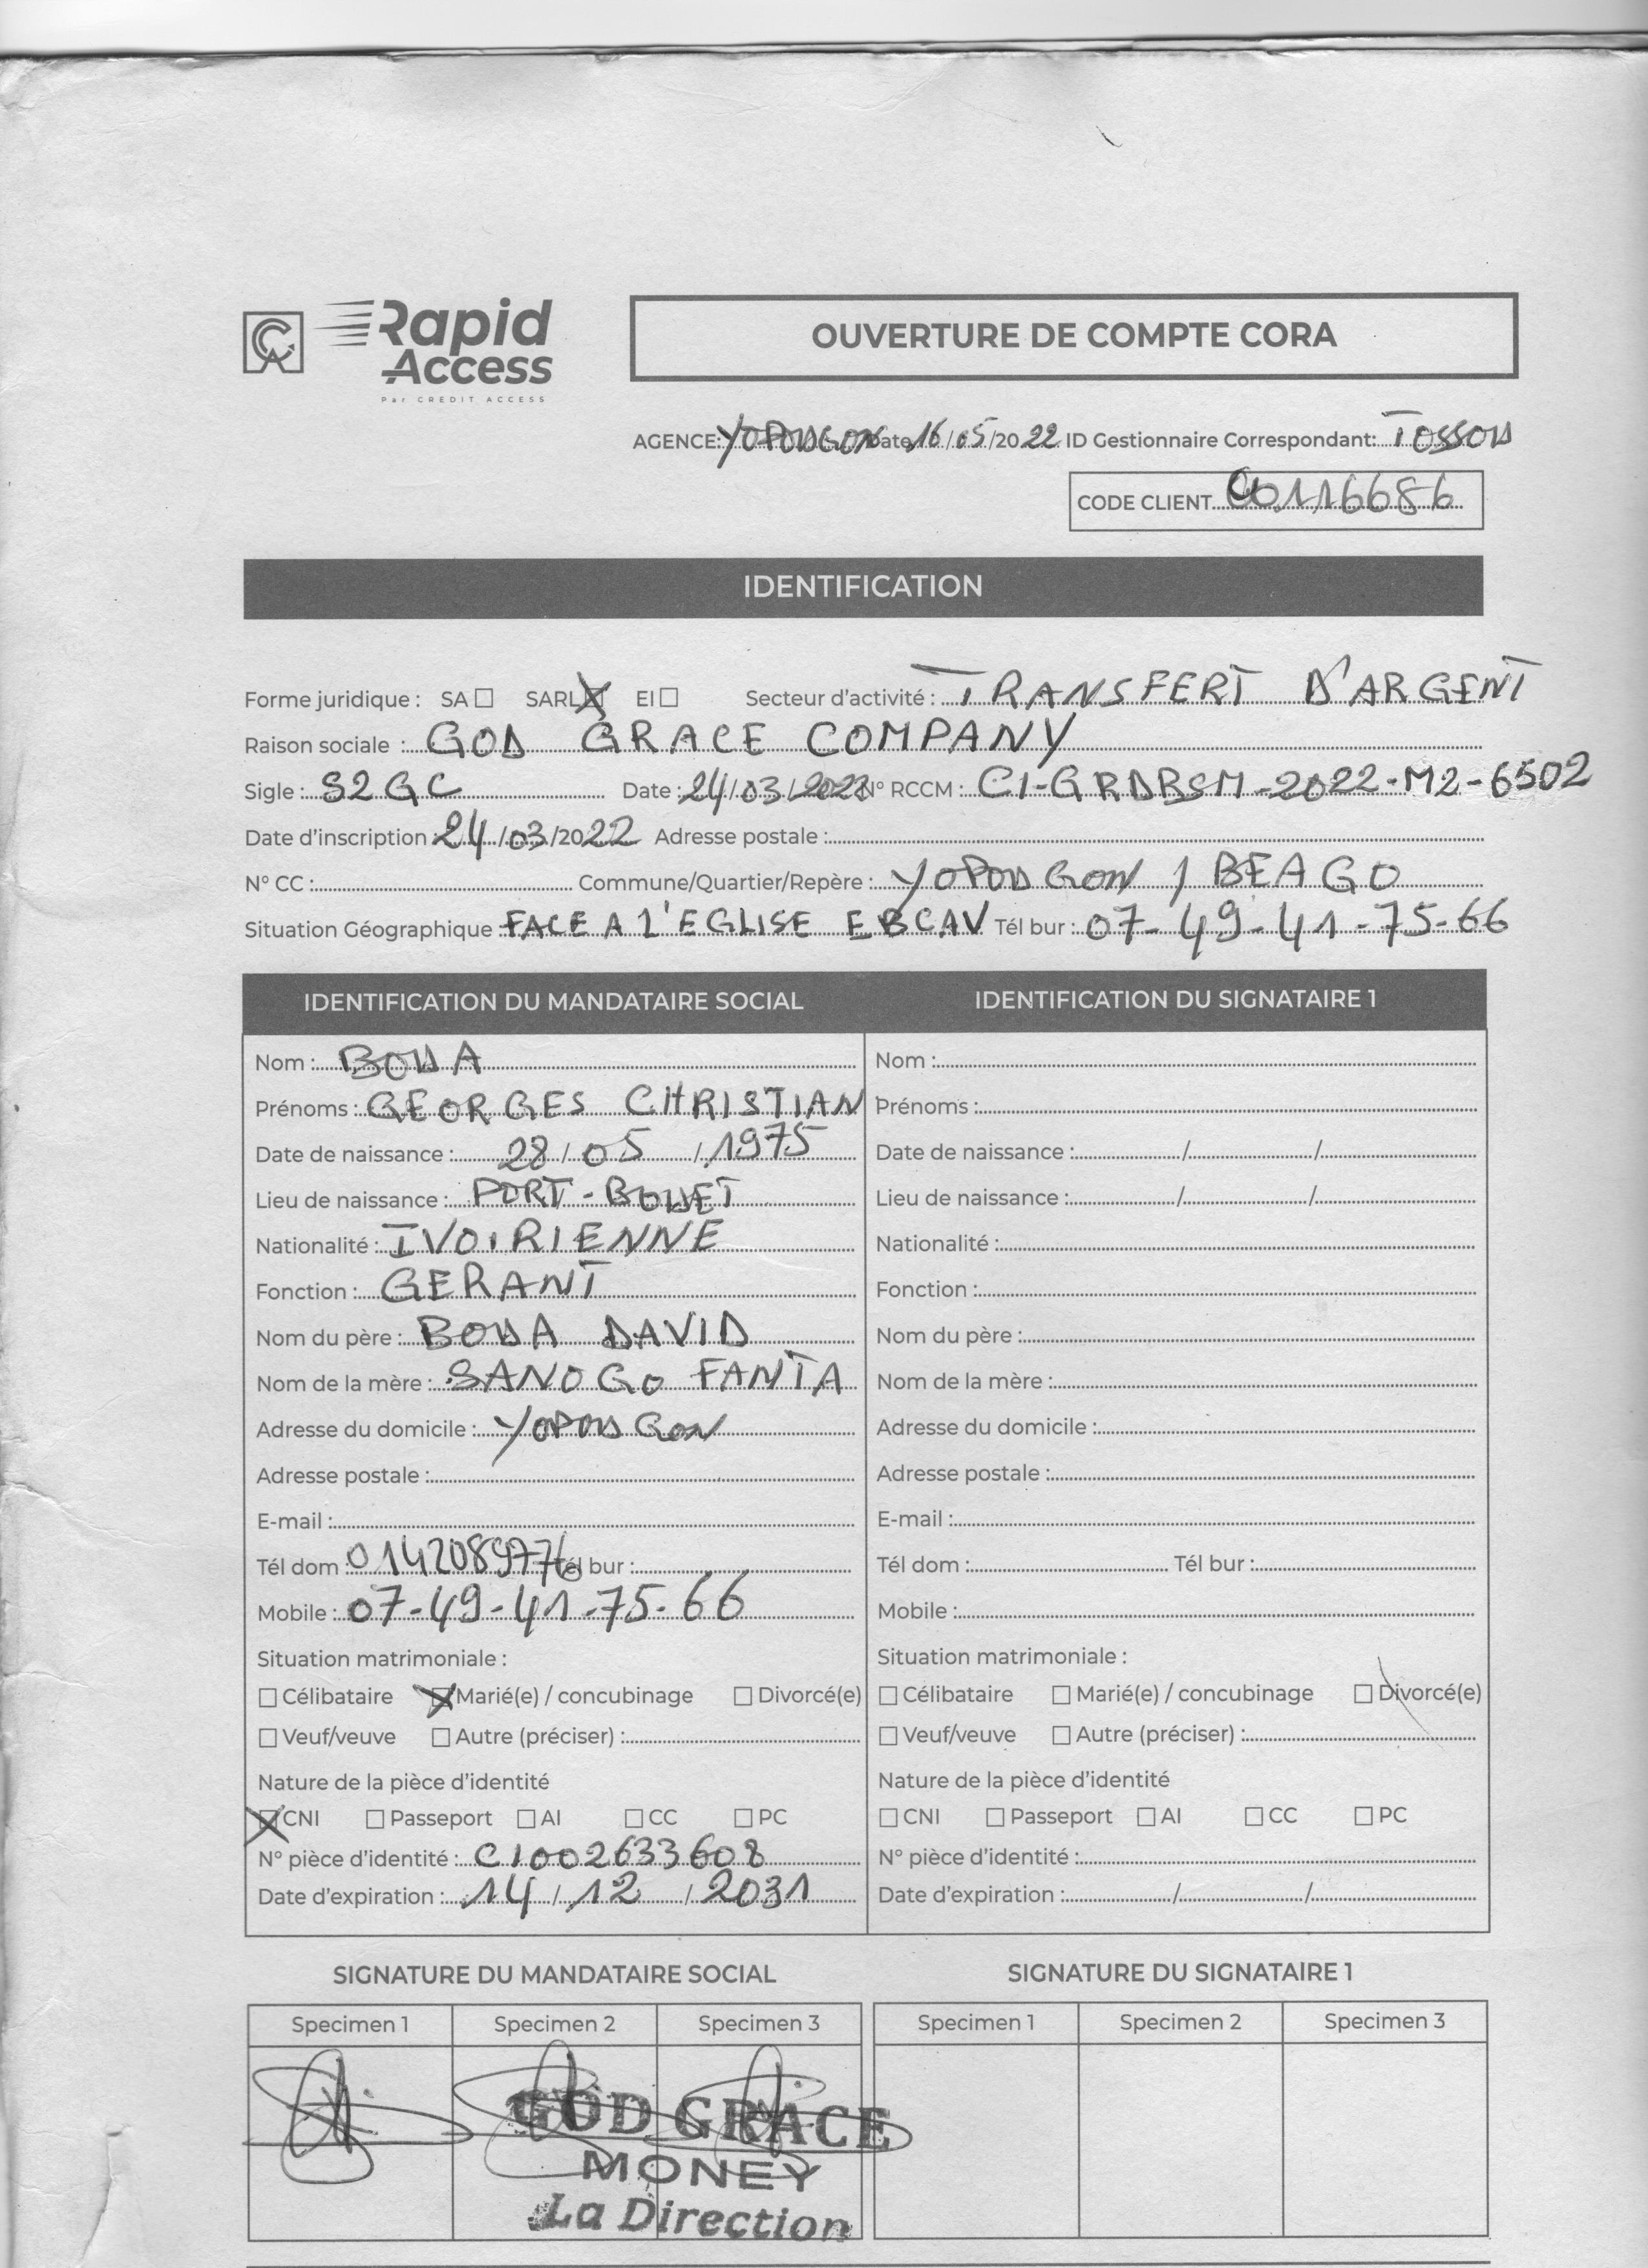 Rapid Access
Par CREDIT ACCESS
OUVERTURE DE COMPTE CORA
AGENCE: YOPOUGON Date 16/05/2022 ID Gestionnaire Correspondant: TOSSOU
CODE CLIENT 00116686
IDENTIFICATION
Forme juridique : SA SARL EI Secteur d'activité : TRANSFERT D'ARGENT
Raison sociale : GOD GRACE COMPANY
Sigle : S2GC Date : 24/03/2022 N° RCCM : CI-GRDBSM-2022-M2-6502
Date d'inscription : 24/03/2022 Adresse postale :
N° CC : Commune/Quartier/Repère : YOPOUGON / BEAGO
Situation Géographique : FACE A L'EGLISE EBCAV Tél bur : 07-49-41-75-66
IDENTIFICATION DU MANDATAIRE SOCIAL
Nom : BOUA
Prénoms : GEORGES CHRISTIAN
Date de naissance : 28/05/1975
Lieu de naissance : PORT-BOUET
Nationalité : IVOIRIENNE
Fonction : GERANT
Nom du père : BOUA DAVID
Nom de la mère : SANOGO FANTA
Adresse du domicile : YOPOUGON
Adresse postale :
E-mail :
Tél dom : 0142089776 Tél bur :
Mobile : 07-49-41-75-66
Situation matrimoniale :
Célibataire Marié(e) / concubinage Divorcé(e)
Veuf/veuve Autre (préciser) :
Nature de la pièce d'identité
CNI Passeport AI CC PC
N° pièce d'identité : CI002633608
Date d'expiration : 14/12/2031
IDENTIFICATION DU SIGNATAIRE 1
Nom :
Prénoms :
Date de naissance : / /
Lieu de naissance : / /
Nationalité :
Fonction :
Nom du père :
Nom de la mère :
Adresse du domicile :
Adresse postale :
E-mail :
Tél dom : Tél bur :
Mobile :
Situation matrimoniale :
Célibataire Marié(e) / concubinage Divorcé(e)
Veuf/veuve Autre (préciser) :
Nature de la pièce d'identité
CNI Passeport AI CC PC
N° pièce d'identité :
Date d'expiration : / /
SIGNATURE DU MANDATAIRE SOCIAL
Specimen 1 Specimen 2 Specimen 3
GOD GRACE
MONEY
La Direction
SIGNATURE DU SIGNATAIRE 1
Specimen 1 Specimen 2 Specimen 3